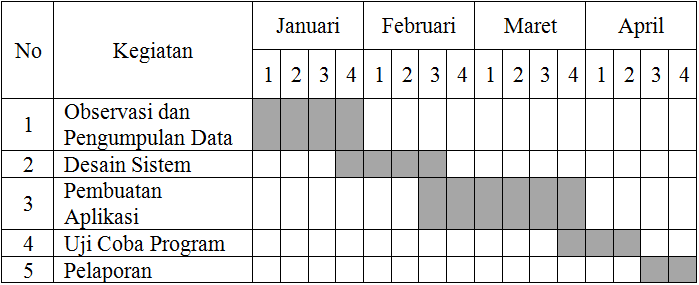 No Kegiatan Januari Februari Maret April
1 2 3 4 1 2 3 4 1 2 3 4 1 2 3 4
1 Observasi dan
Pengumpulan Data
2 Desain Sistem
3 Pembuatan
Aplikasi
4 Uji Coba Program
5 Pelaporan